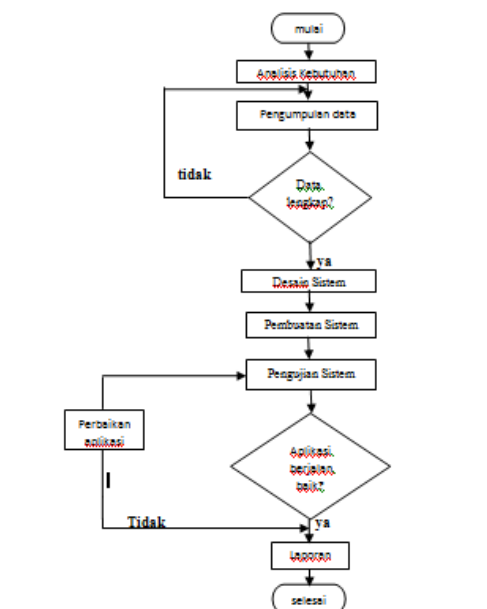 mulai
Analisis Kebutuhan
Pengumpulan data
tidak
Data
lengkap?
ya
Desain Sistem
Pembuatan Sistem
Pengujian Sistem
Perbaikan
aplikasi
Aplikasi
berjalan
baik?
Tidak
ya
Laporan
selesai